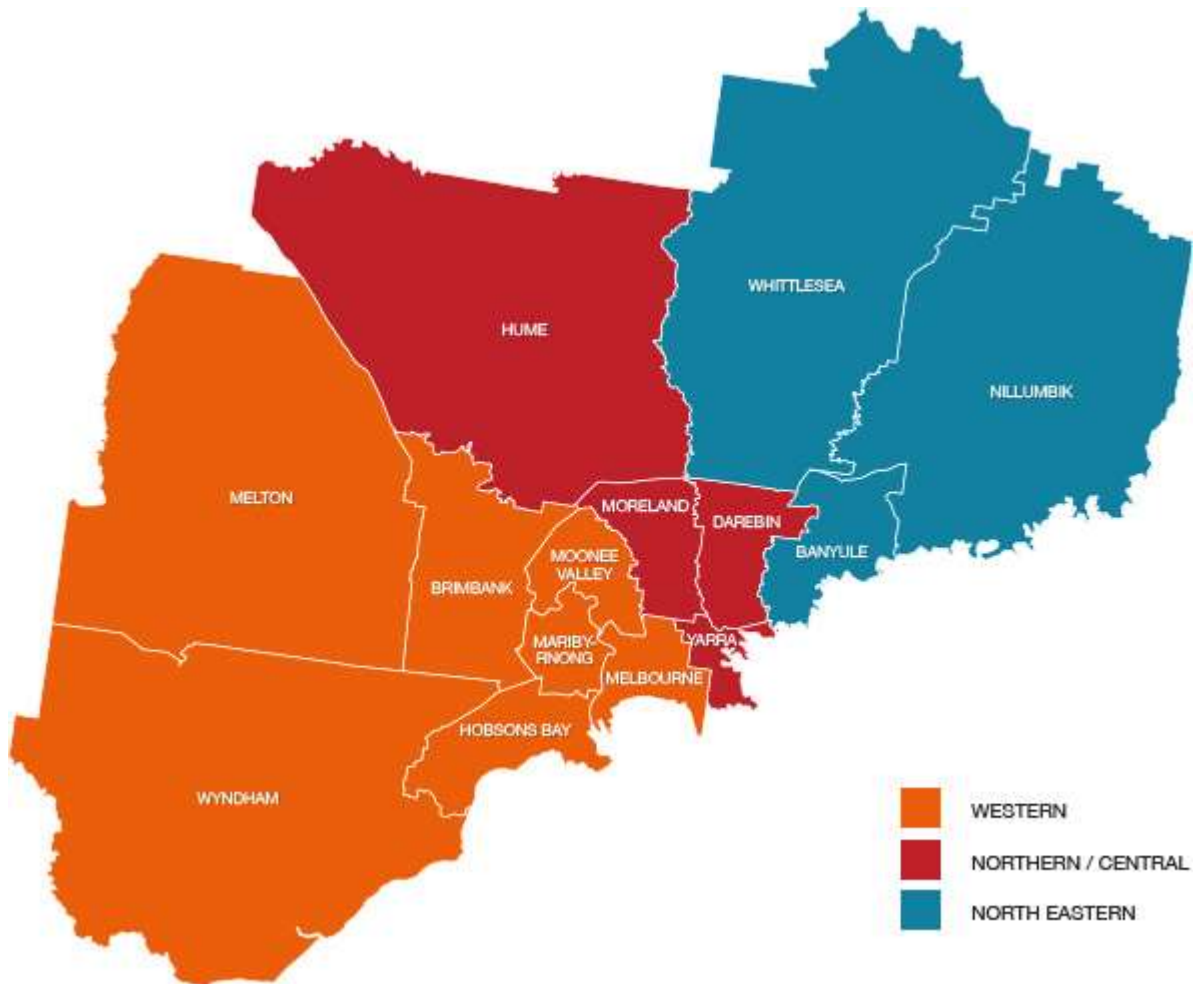 WHITTLESEA
HUME
NILLUMBIK
MELTON
MORELAND
DAREBIN
BANYULE
MOONEE
VALLEY
BRIMBANK
MARIBY-
RNONG
YARRA
MELBOURNE
HOBSONS BAY
WYNDHAM
WESTERN
NORTHERN / CENTRAL
NORTH EASTERN